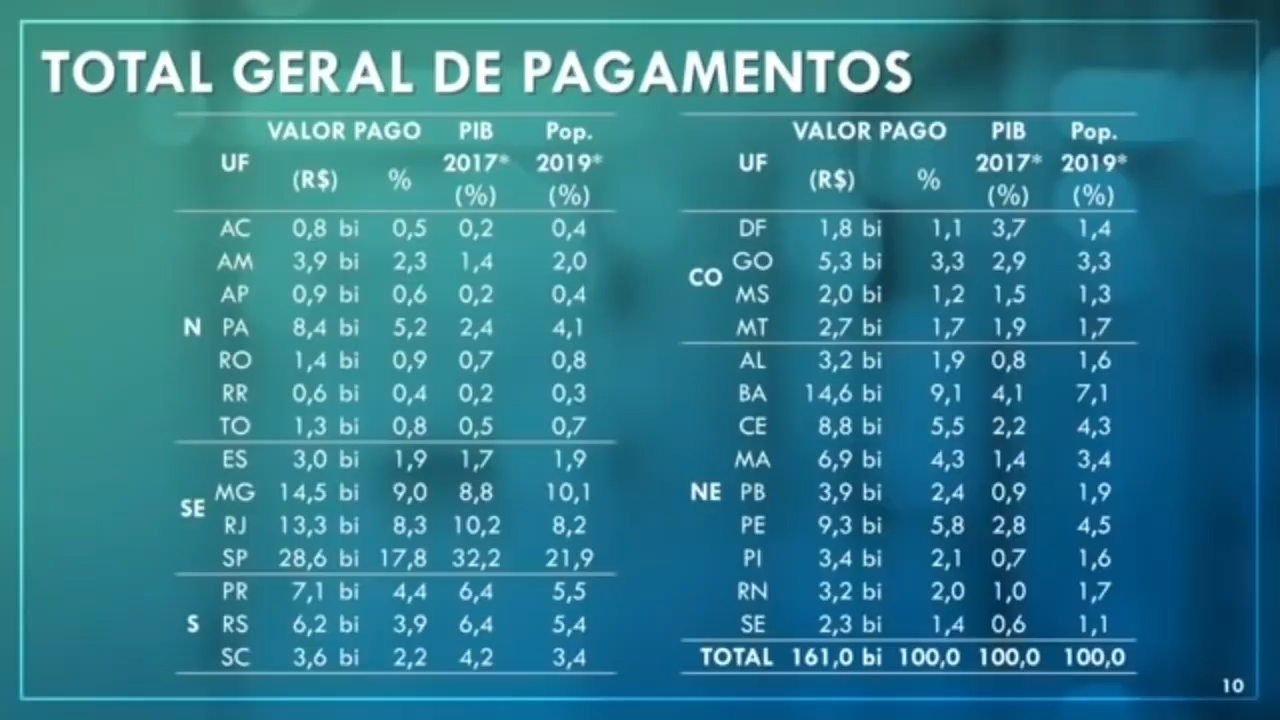 TOTAL GERAL DE PAGAMENTOS
UF VALOR PAGO PIB Pop.
2017* 2019*
(R$) % (%) (%)
N
AC 0,8 bi 0,5 0,2 0,4
AM 3,9 bi 2,3 1,4 2,0
AP 0,9 bi 0,6 0,2 0,4
PA 8,4 bi 5,2 2,4 4,1
RO 1,4 bi 0,9 0,7 0,8
RR 0,6 bi 0,4 0,2 0,3
TO 1,3 bi 0,8 0,5 0,7
SE
ES 3,0 bi 1,9 1,7 1,9
MG 14,5 bi 9,0 8,8 10,1
RJ 13,3 bi 8,3 10,2 8,2
SP 28,6 bi 17,8 32,2 21,9
S
PR 7,1 bi 4,4 6,4 5,5
RS 6,2 bi 3,9 6,4 5,4
SC 3,6 bi 2,2 4,2 3,4
UF VALOR PAGO PIB Pop.
2017* 2019*
(R$) % (%) (%)
CO
DF 1,8 bi 1,1 3,7 1,4
GO 5,3 bi 3,3 2,9 3,3
MS 2,0 bi 1,2 1,5 1,3
MT 2,7 bi 1,7 1,9 1,7
NE
AL 3,2 bi 1,9 0,8 1,6
BA 14,6 bi 9,1 4,1 7,1
CE 8,8 bi 5,5 2,2 4,3
MA 6,9 bi 4,3 1,4 3,4
PB 3,9 bi 2,4 0,9 1,9
PE 9,3 bi 5,8 2,8 4,5
PI 3,4 bi 2,1 0,7 1,6
RN 3,2 bi 2,0 1,0 1,7
SE 2,3 bi 1,4 0,6 1,1
TOTAL 161,0 bi 100,0 100,0 100,0
10